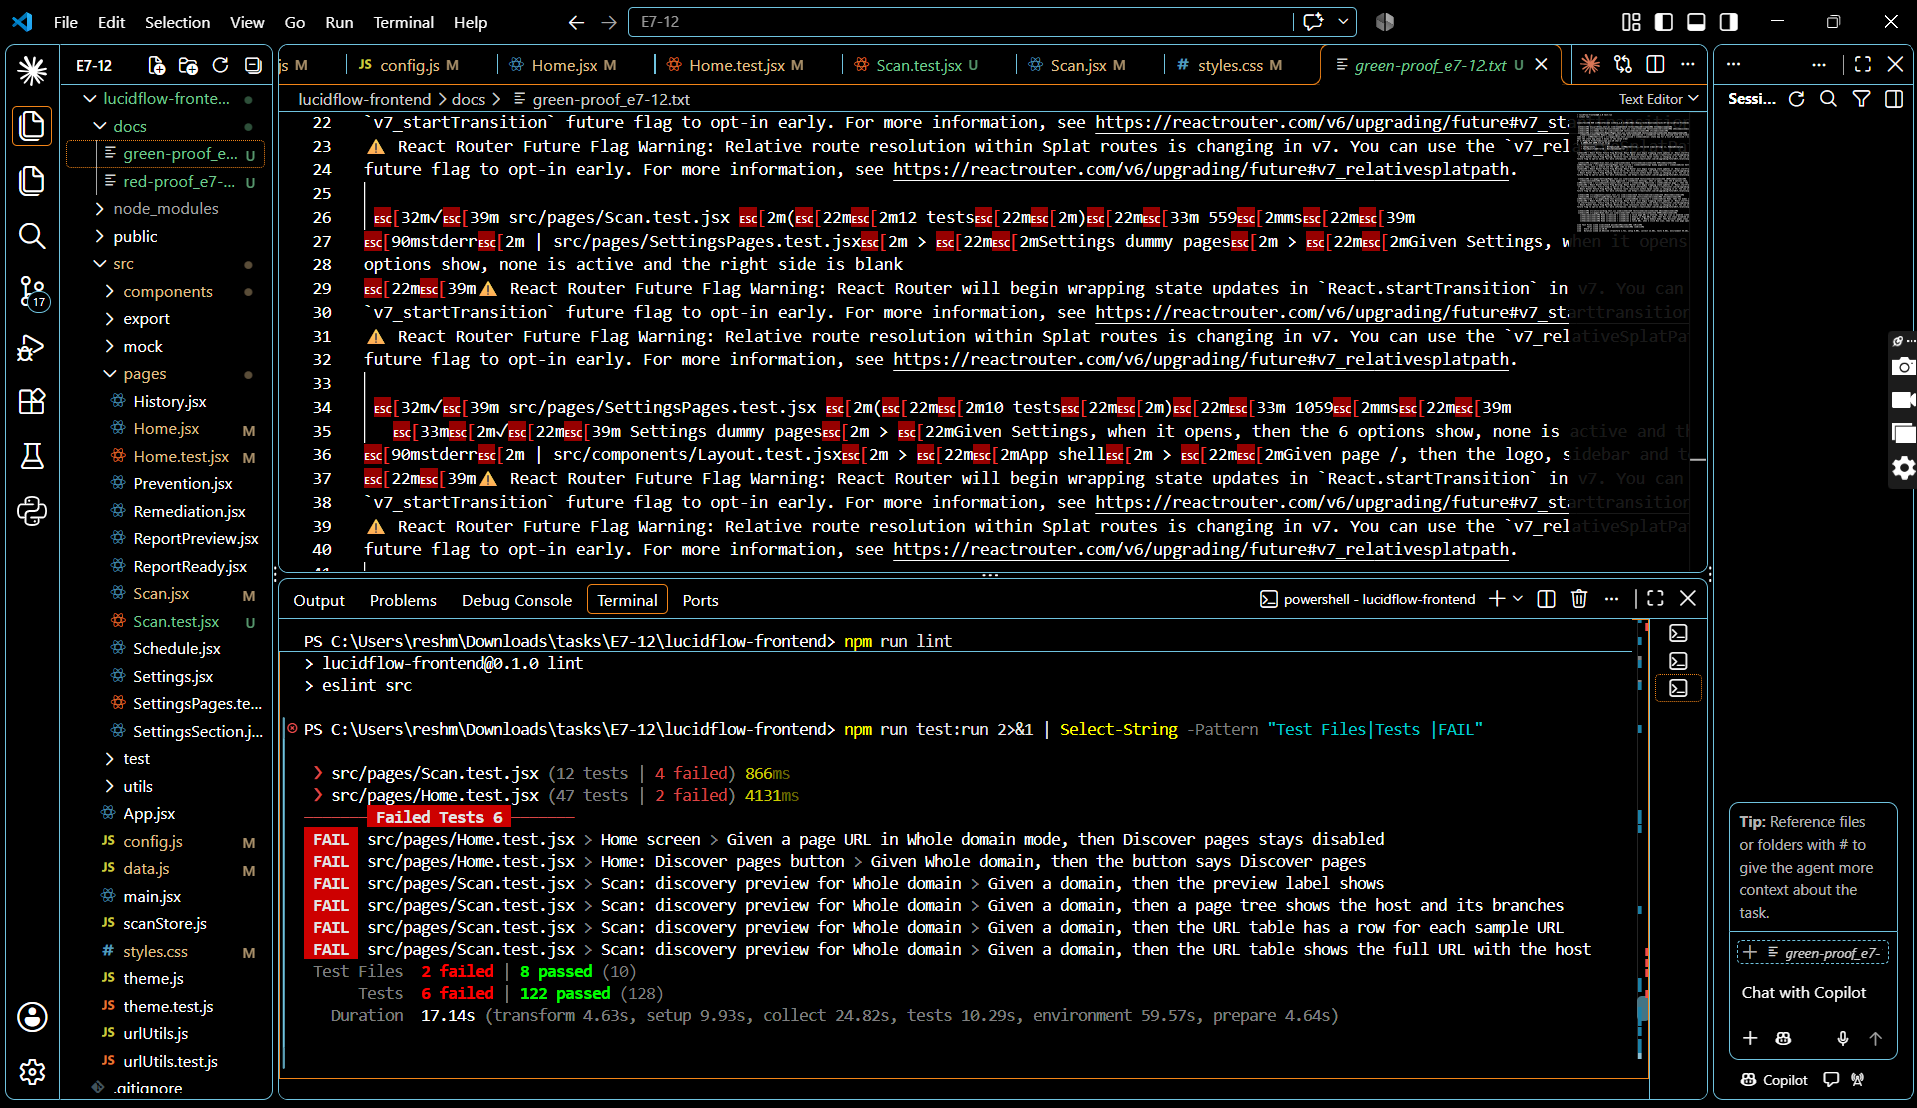 File Edit Selection View Go Run Terminal Help
E7-12
E7-12
lucidflow-fronte...
docs
green-proof_e... U
red-proof_e7-... U
node_modules
public
src
components
export
mock
pages
History.jsx
Home.jsx M
Home.test.jsx M
Prevention.jsx
Remediation.jsx
ReportPreview.jsx
ReportReady.jsx
Scan.jsx M
Scan.test.jsx U
Schedule.jsx
Settings.jsx
SettingsPages.te...
SettingsSection.j...
test
utils
App.jsx
JS config.js M
JS data.js M
main.jsx
JS scanStore.js
# styles.css M
JS theme.js
JS theme.test.js
JS urlUtils.js
JS urlUtils.test.js
.gitignore
17
js M
JS config.js M
Home.jsx M
Home.test.jsx M
Scan.test.jsx U
Scan.jsx M
# styles.css M
green-proof_e7-12.txt U
lucidflow-frontend > docs > green-proof_e7-12.txt
Text Editor
22 `v7_startTransition` future flag to opt-in early. For more information, see https://reactrouter.com/v6/upgrading/future#v7_st
23 ⚠️ React Router Future Flag Warning: Relative route resolution within Splat routes is changing in v7. You can use the `v7_rel
24 future flag to opt-in early. For more information, see https://reactrouter.com/v6/upgrading/future#v7_relativesplatpath.
25
26 ESC[32m✓ESC[39m src/pages/Scan.test.jsx ESC[2m(ESC[22mESC[2m12 testsESC[22mESC[2m)ESC[22mESC[33m 559ESC[2mmsESC[22mESC[39m
27 ESC[90mstderrESC[2m | src/pages/SettingsPages.test.jsxESC[2m > ESC[22mESC[2mSettings dummy pagesESC[2m > ESC[22mESC[2mGiven Settings, when it opens
28 options show, none is active and the right side is blank
29 ESC[22mESC[39m⚠️ React Router Future Flag Warning: React Router will begin wrapping state updates in `React.startTransition` in v7. You can
30 `v7_startTransition` future flag to opt-in early. For more information, see https://reactrouter.com/v6/upgrading/future#v7_starttransition
31 ⚠️ React Router Future Flag Warning: Relative route resolution within Splat routes is changing in v7. You can use the `v7_relativeSplatPa
32 future flag to opt-in early. For more information, see https://reactrouter.com/v6/upgrading/future#v7_relativesplatpath.
33
34 ESC[32m✓ESC[39m src/pages/SettingsPages.test.jsx ESC[2m(ESC[22mESC[2m10 testsESC[22mESC[2m)ESC[22mESC[33m 1059ESC[2mmsESC[22mESC[39m
35 ESC[33mESC[2m✓ESC[22mESC[39m Settings dummy pagesESC[2m > ESC[22mGiven Settings, when it opens, then the 6 options show, none is active and th
36 ESC[90mstderrESC[2m | src/components/Layout.test.jsxESC[2m > ESC[22mESC[2mApp shellESC[2m > ESC[22mESC[2mGiven page /, then the logo, sidebar and t
37 ESC[22mESC[39m⚠️ React Router Future Flag Warning: React Router will begin wrapping state updates in `React.startTransition` in v7. You can
38 `v7_startTransition` future flag to opt-in early. For more information, see https://reactrouter.com/v6/upgrading/future#v7_starttransition
39 ⚠️ React Router Future Flag Warning: Relative route resolution within Splat routes is changing in v7. You can use the `v7_relativeSplatPa
40 future flag to opt-in early. For more information, see https://reactrouter.com/v6/upgrading/future#v7_relativesplatpath.
Output Problems Debug Console Terminal Ports
powershell - lucidflow-frontend
PS C:\Users\reshm\Downloads\tasks\E7-12\lucidflow-frontend> npm run lint
> lucidflow-frontend@0.1.0 lint
> eslint src
PS C:\Users\reshm\Downloads\tasks\E7-12\lucidflow-frontend> npm run test:run 2>&1 | Select-String -Pattern "Test Files|Tests |FAIL"
❯ src/pages/Scan.test.jsx (12 tests | 4 failed) 866ms
❯ src/pages/Home.test.jsx (47 tests | 2 failed) 4131ms
Failed Tests 6
FAIL src/pages/Home.test.jsx > Home screen > Given a page URL in Whole domain mode, then Discover pages stays disabled
FAIL src/pages/Home.test.jsx > Home: Discover pages button > Given Whole domain, then the button says Discover pages
FAIL src/pages/Scan.test.jsx > Scan: discovery preview for Whole domain > Given a domain, then the preview label shows
FAIL src/pages/Scan.test.jsx > Scan: discovery preview for Whole domain > Given a domain, then a page tree shows the host and its branches
FAIL src/pages/Scan.test.jsx > Scan: discovery preview for Whole domain > Given a domain, then the URL table has a row for each sample URL
FAIL src/pages/Scan.test.jsx > Scan: discovery preview for Whole domain > Given a domain, then the URL table shows the full URL with the host
Test Files 2 failed | 8 passed (10)
Tests 6 failed | 122 passed (128)
Duration 17.14s (transform 4.63s, setup 9.93s, collect 24.82s, tests 10.29s, environment 59.57s, prepare 4.64s)
Sessi...
Tip: Reference files
or folders with # to
give the agent more
context about the
task.
green-proof_e7-
Chat with Copilot
Copilot